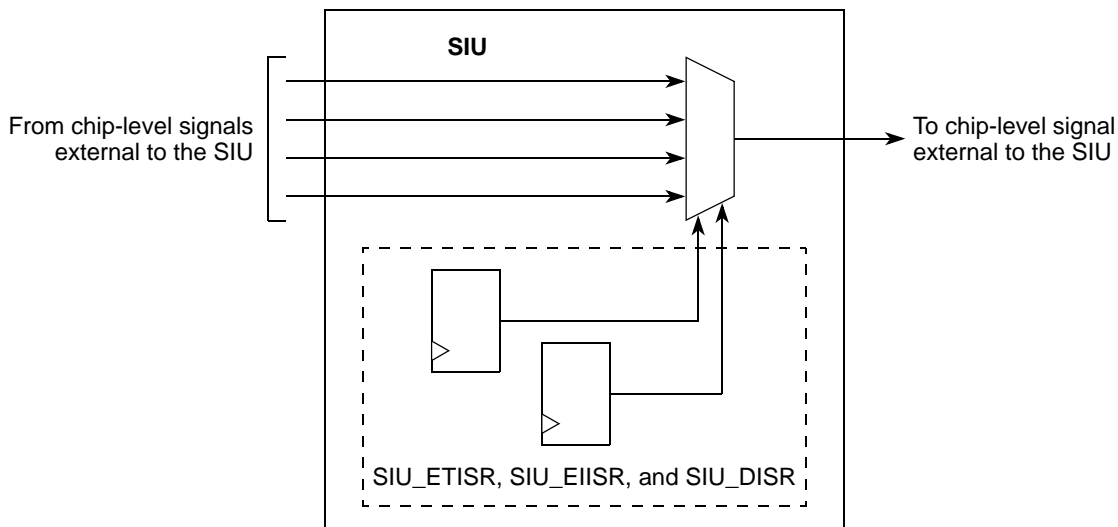 SIU
From chip-level signals
external to the SIU
To chip-level signal
external to the SIU
SIU_ETISR, SIU_EIISR, and SIU_DISR